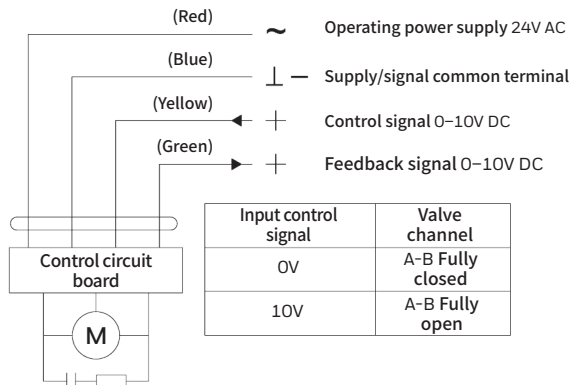 (Red)
~ Operating power supply 24V AC
(Blue)
⊥ — Supply/signal common terminal
(Yellow)
+ Control signal 0–10V DC
(Green)
+ Feedback signal 0–10V DC
Input control
signal
Valve
channel
0V
A-B Fully
closed
10V
A-B Fully
open
Control circuit
board
M